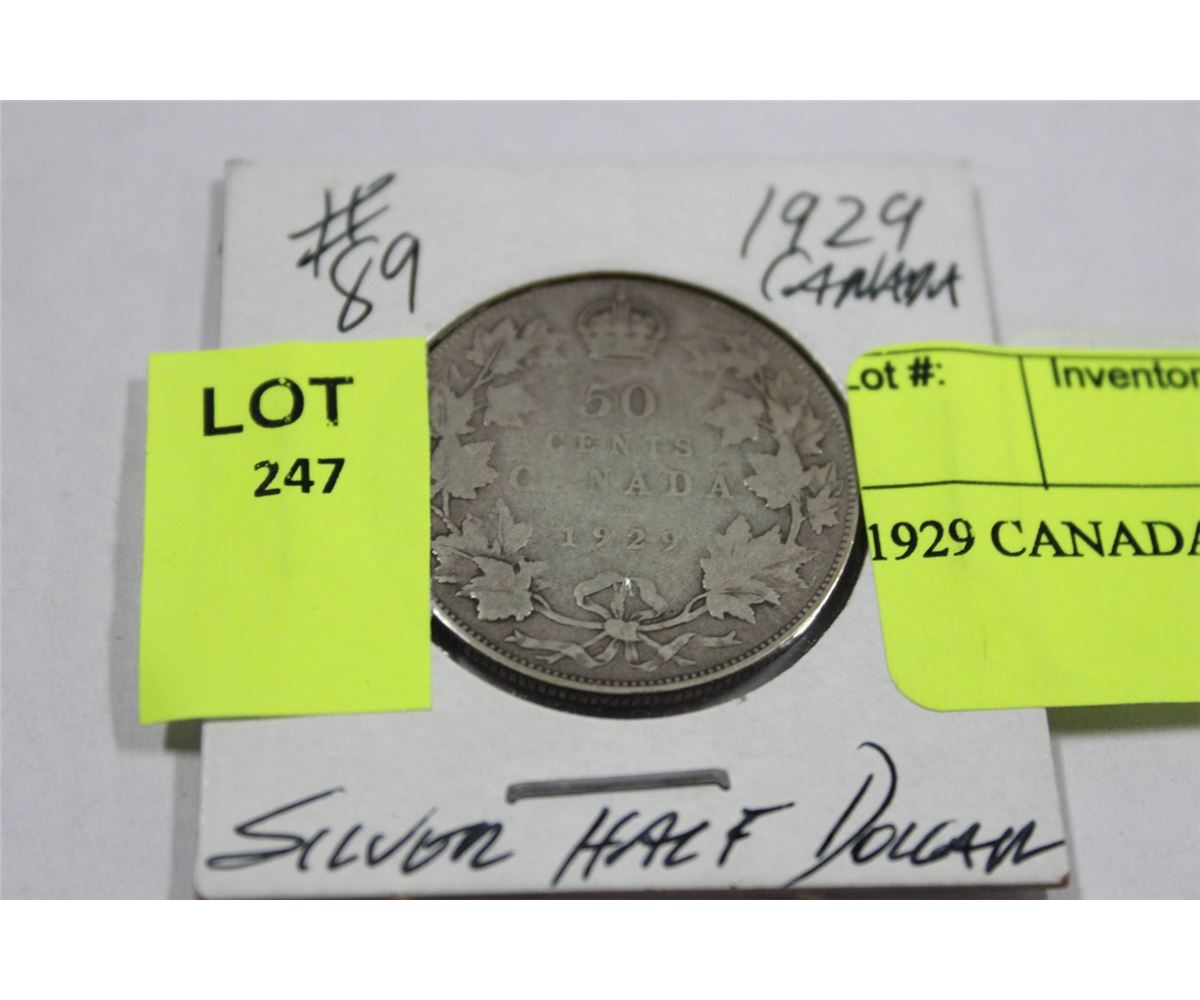 #89
1929
CANADA
LOT
247
Lot #:
Inventor
1929 CANADA
50
CENTS
CANADA
1929
SILVER HALF DOLLAR